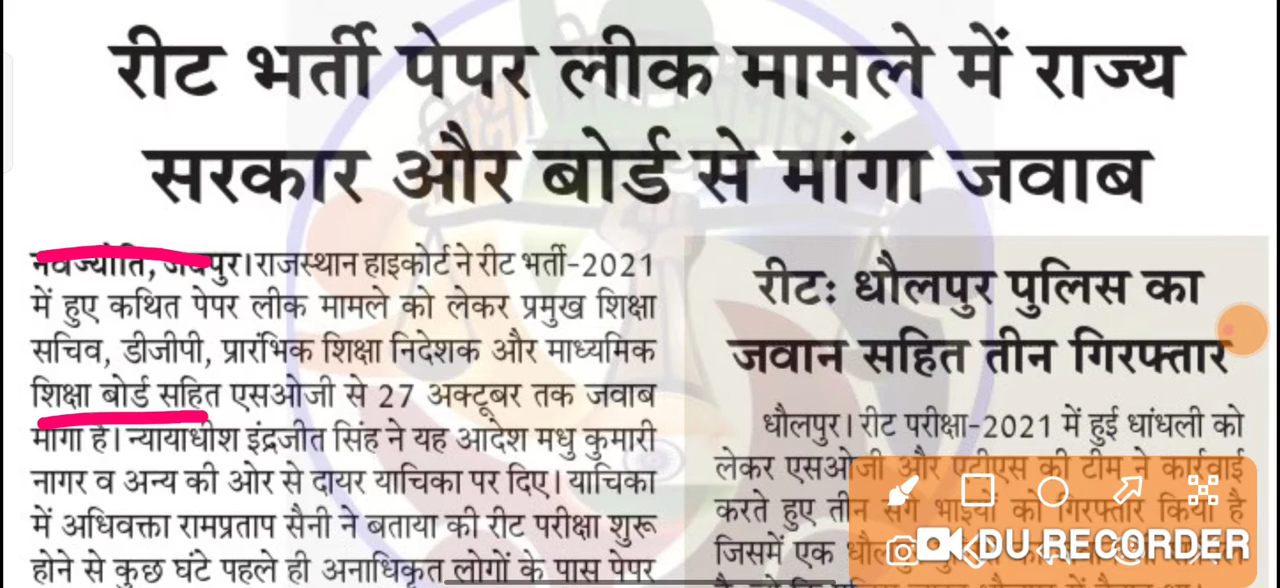 रीट भर्ती पेपर लीक मामले में राज्य
सरकार और बोर्ड से मांगा जवाब
नवज्योति, जयपुर। राजस्थान हाइकोर्ट ने रीट भर्ती-2021
में हुए कथित पेपर लीक मामले को लेकर प्रमुख शिक्षा
सचिव, डीजीपी, प्रारंभिक शिक्षा निदेशक और माध्यमिक
शिक्षा बोर्ड सहित एसओजी से 27 अक्टूबर तक जवाब
मांगा है। न्यायाधीश इंद्रजीत सिंह ने यह आदेश मधु कुमारी
नागर व अन्य की ओर से दायर याचिका पर दिए। याचिका
में अधिवक्ता रामप्रताप सैनी ने बताया की रीट परीक्षा शुरू
होने से कुछ घंटे पहले ही अनाधिकृत लोगों के पास पेपर
रीटः धौलपुर पुलिस का
जवान सहित तीन गिरफ्तार
धौलपुर। रीट परीक्षा-2021 में हुई धांधली को
लेकर एसओजी और एटीएस की टीम ने कार्रवाई
करते हुए तीन सगे भाइयों को गिरफ्तार किया है
जिसमें एक
DU RECORDER